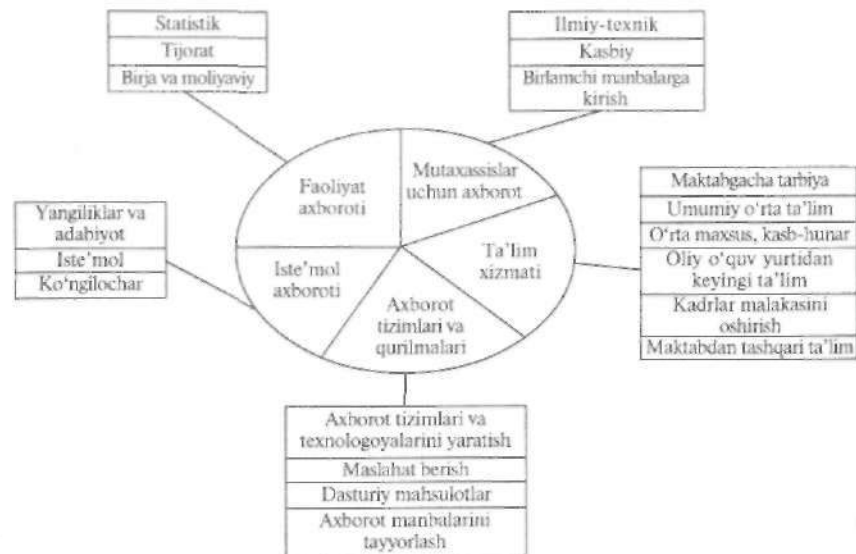 Statistik
Tijorat
Birja va moliyaviy
Ilmiy-texnik
Kasbiy
Birlamchi manbalarga
kirish
Faoliyat
axboroti
Mutaxassislar
uchun axborot
Ta'lim
xizmati
Axborot
tizimlari va
qurilmalari
Iste'mol
axboroti
Yangiliklar va
adabiyot
Iste'mol
Ko'ngilochar
Maktabgacha tarbiya
Umumiy o'rta ta'lim
O'rta maxsus, kasb-hunar
Oliy o'quv yurtidan
keyingi ta'lim
Kadrlar malakasini
oshirish
Maktabdan tashqari ta'lim
Axborot tizimlari va
texnologoyalarini yaratish
Maslahat berish
Dasturiy mahsulotlar
Axborot manbalarini
tayyorlash